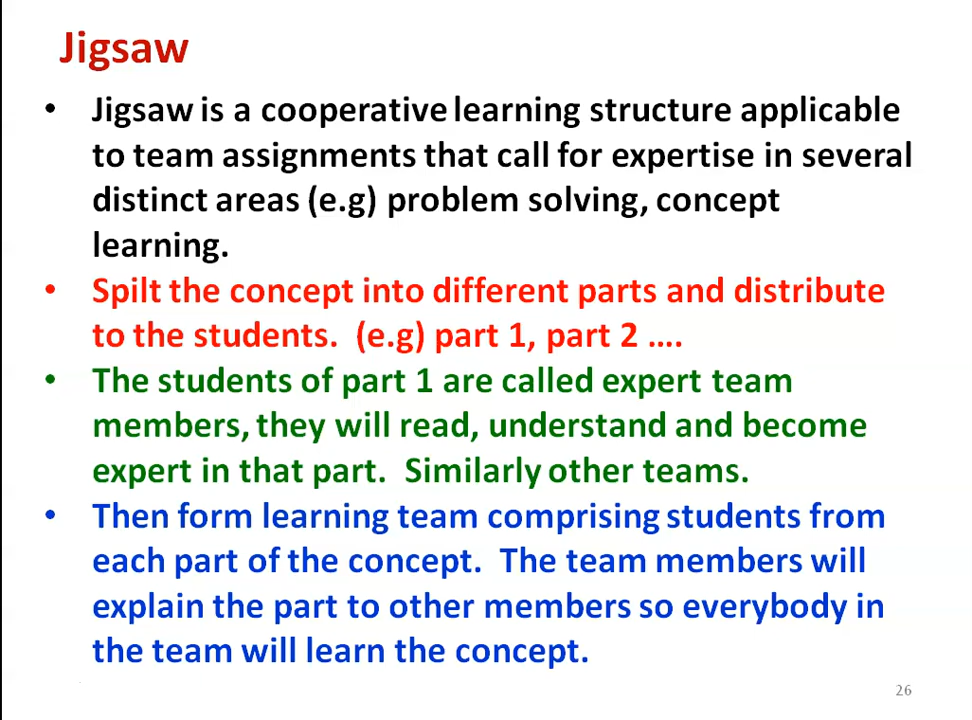 Jigsaw
• Jigsaw is a cooperative learning structure applicable
to team assignments that call for expertise in several
distinct areas (e.g) problem solving, concept
learning.
• Spilt the concept into different parts and distribute
to the students. (e.g) part 1, part 2 ....
• The students of part 1 are called expert team
members, they will read, understand and become
expert in that part. Similarly other teams.
• Then form learning team comprising students from
each part of the concept. The team members will
explain the part to other members so everybody in
the team will learn the concept.
26